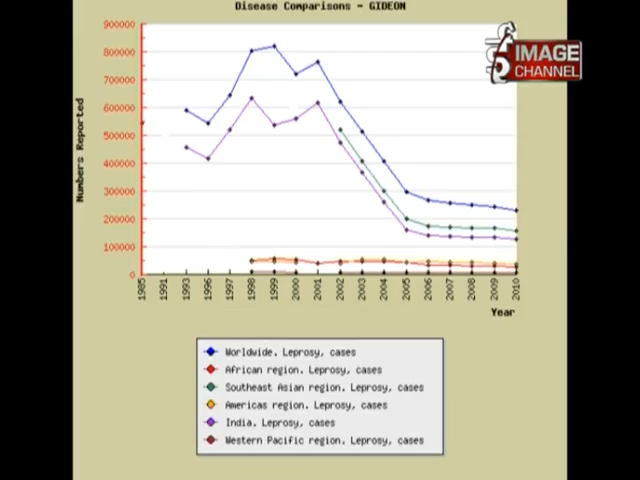 Disease Comparisons - GIDEON
5 IMAGE
CHANNEL
Numbers Reported
900000
800000
700000
600000
500000
400000
300000
200000
100000
0
1985
1991
1993
1996
1997
1998
1999
2000
2001
2002
2003
2004
2005
2006
2007
2008
2009
2010
Year
Worldwide. Leprosy, cases
African region. Leprosy, cases
Southeast Asian region. Leprosy, cases
Americas region. Leprosy, cases
India. Leprosy, cases
Western Pacific region. Leprosy, cases